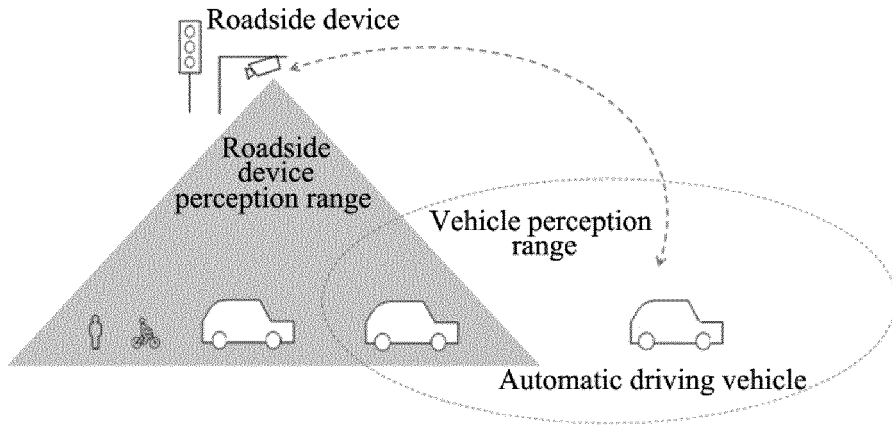 Roadside device
Roadside
device
perception range
Vehicle perception
range
Automatic driving vehicle